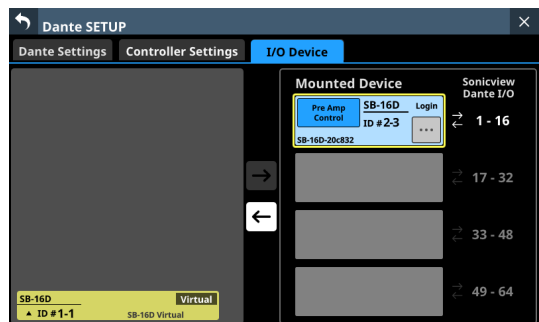 Dante SETUP
Dante Settings
Controller Settings
I/O Device
Mounted Device
Sonicview
Dante I/O
Pre Amp
Control
SB-16D
ID #2-3
Login
...
SB-16D-20c832
1 - 16
17 - 32
33 - 48
49 - 64
SB-16D
Virtual
▲ ID #1-1
SB-16D Virtual